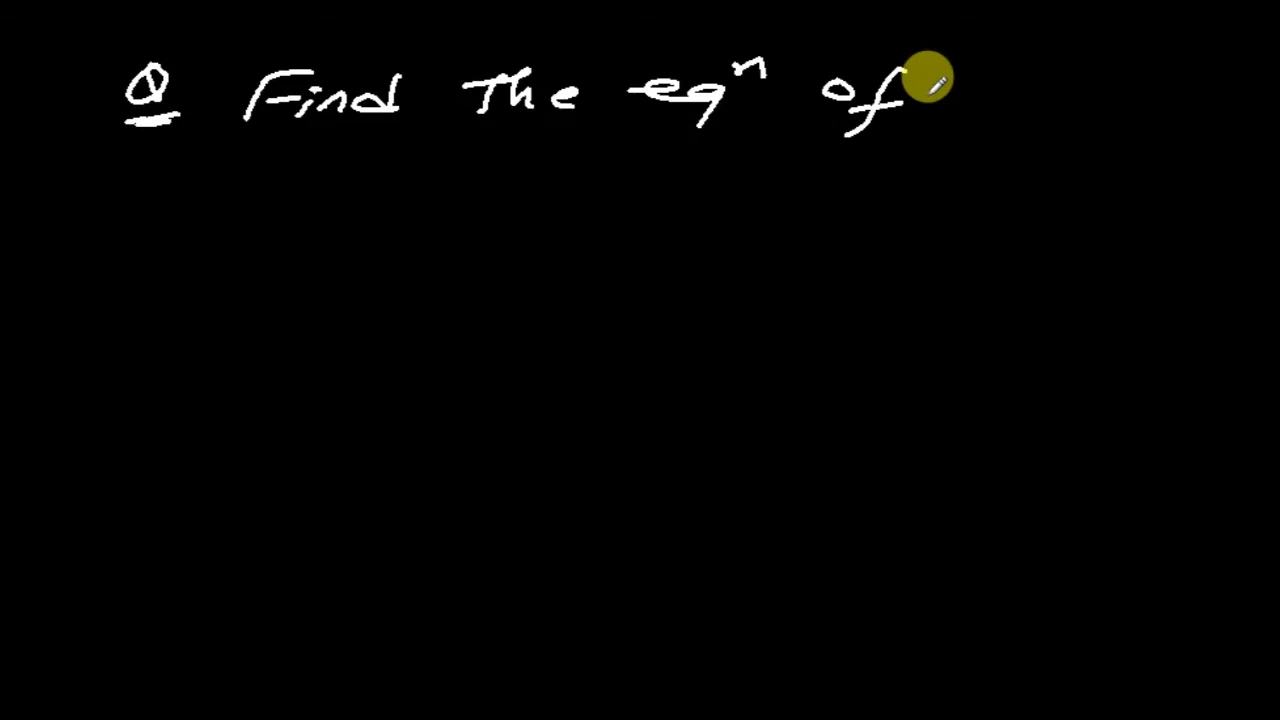 Q Find The eqⁿ of